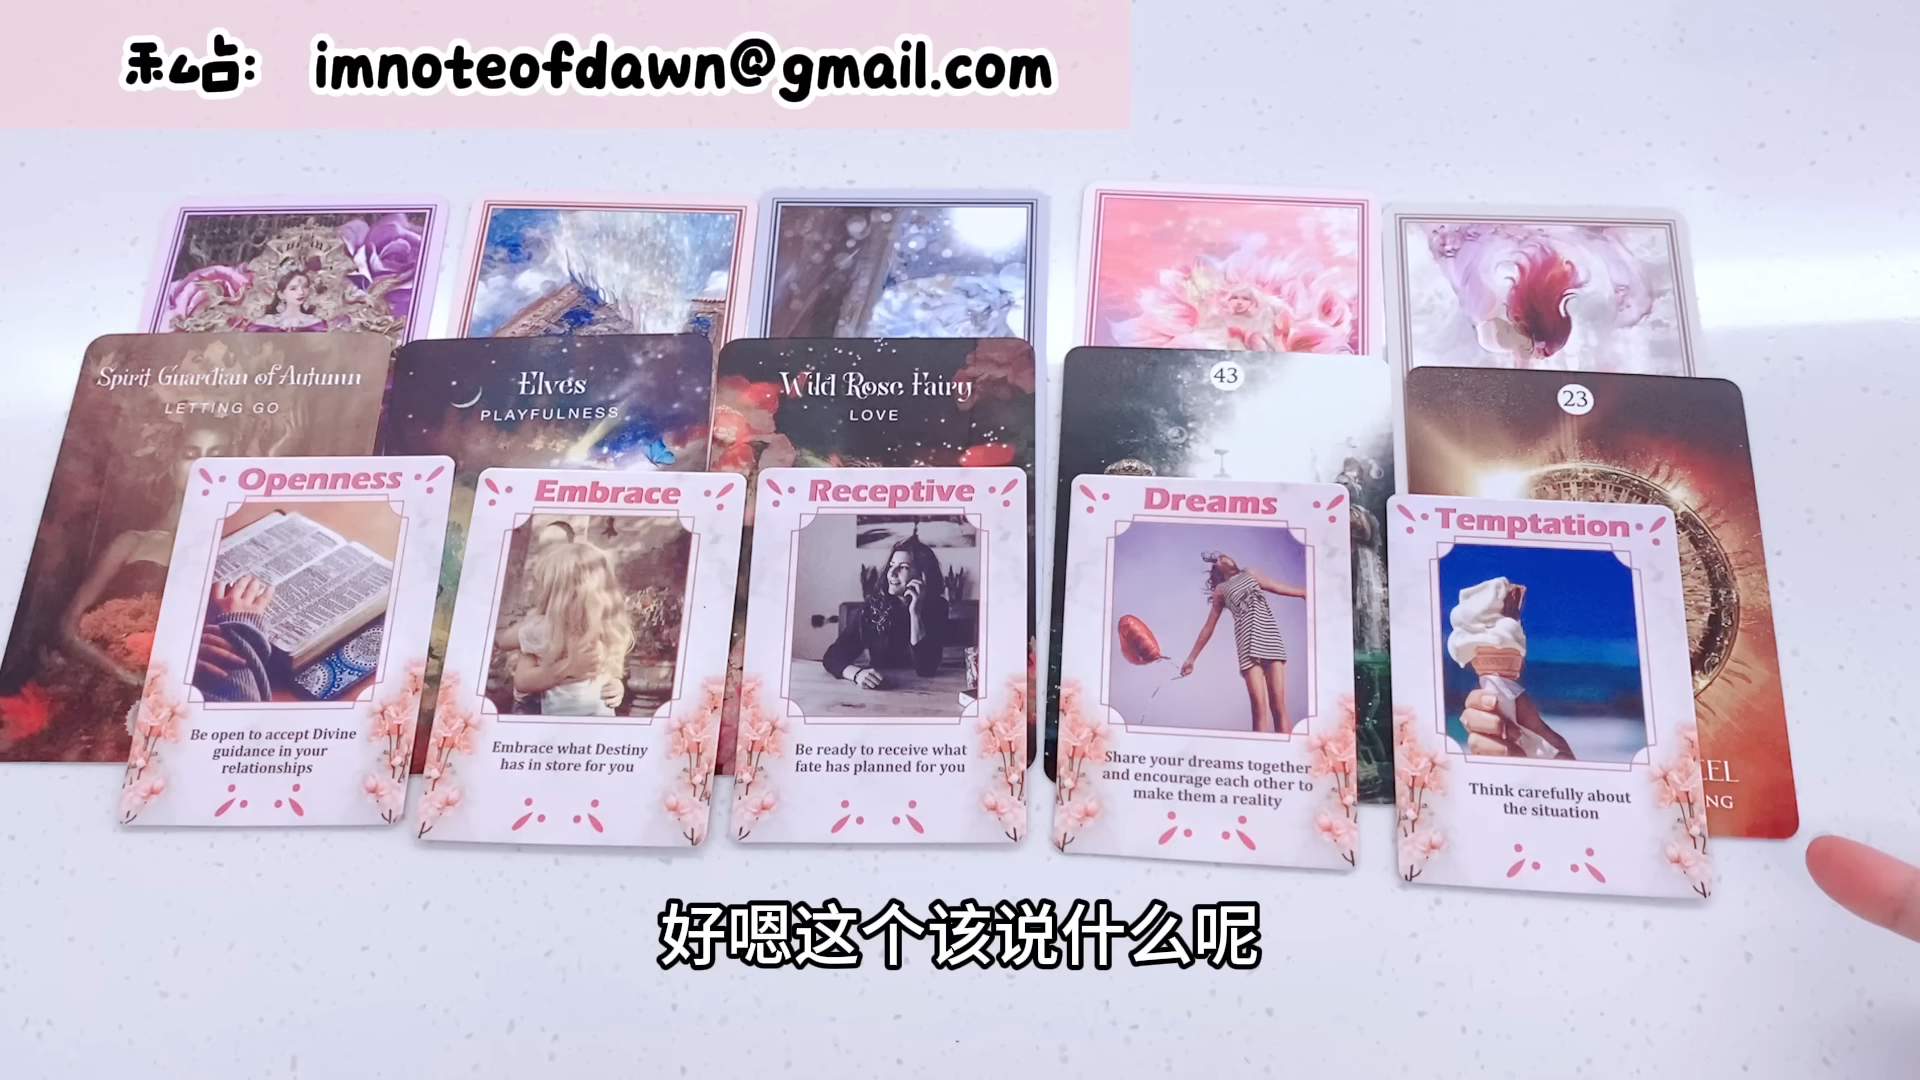 私占: imnoteofdawn@gmail.com
Spirit Guardian of Autumn
LETTING GO
Elves
PLAYFULNESS
Wild Rose Fairy
LOVE
43
23
Openness
Be open to accept Divine
guidance in your
relationships
Embrace
Embrace what Destiny
has in store for you
Receptive
Be ready to receive what
fate has planned for you
Dreams
Share your dreams together
and encourage each other to
make them a reality
Temptation
Think carefully about
the situation
EEL
NG
好嗯这个该说什么呢